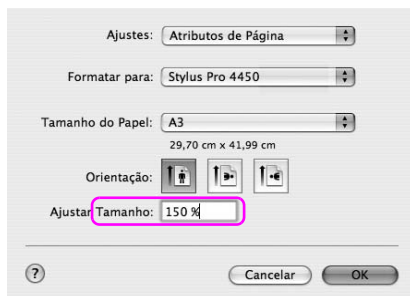 Ajustes: Atributos de Página
Formatar para: Stylus Pro 4450
Tamanho do Papel: A3
29,70 cm x 41,99 cm
Orientação:
Ajustar Tamanho: 150 %
? Cancelar OK